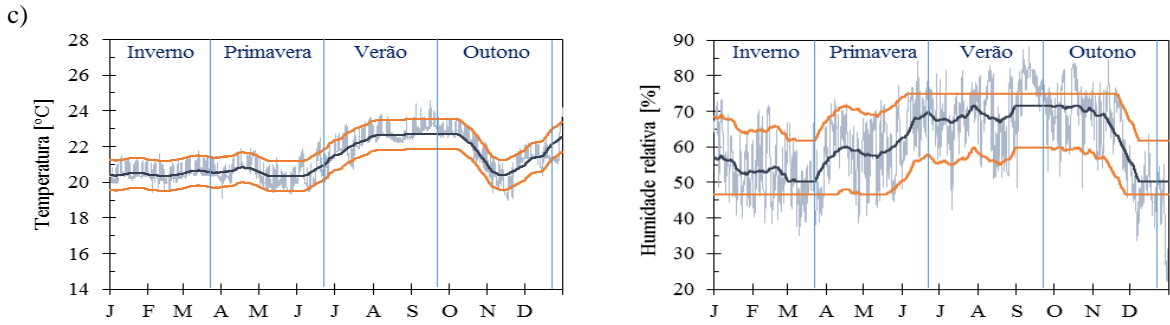 c)
Temperatura [°C]
28
26
24
22
20
18
16
14
Inverno Primavera Verão Outono
J F M A M J J A S O N D
Humidade relativa [%]
90
80
70
60
50
40
30
20
Inverno Primavera Verão Outono
J F M A M J J A S O N D